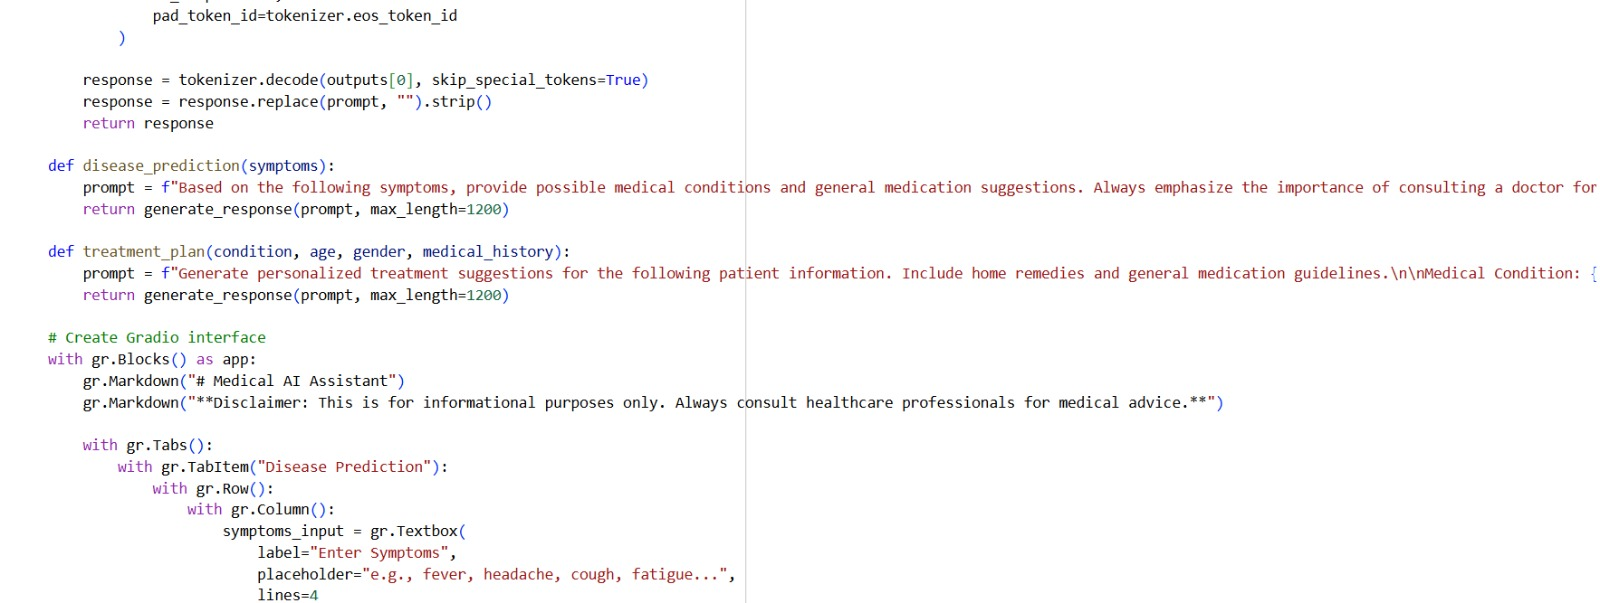 pad_token_id=tokenizer.eos_token_id
)
response = tokenizer.decode(outputs[0], skip_special_tokens=True)
response = response.replace(prompt, "").strip()
return response
def disease_prediction(symptoms):
prompt = f"Based on the following symptoms, provide possible medical conditions and general medication suggestions. Always emphasize the importance of consulting a doctor for
return generate_response(prompt, max_length=1200)
def treatment_plan(condition, age, gender, medical_history):
prompt = f"Generate personalized treatment suggestions for the following patient information. Include home remedies and general medication guidelines.\n\nMedical Condition: {
return generate_response(prompt, max_length=1200)
# Create Gradio interface
with gr.Blocks() as app:
gr.Markdown("# Medical AI Assistant")
gr.Markdown("**Disclaimer: This is for informational purposes only. Always consult healthcare professionals for medical advice.**")
with gr.Tabs():
with gr.TabItem("Disease Prediction"):
with gr.Row():
with gr.Column():
symptoms_input = gr.Textbox(
label="Enter Symptoms",
placeholder="e.g., fever, headache, cough, fatigue...",
lines=4